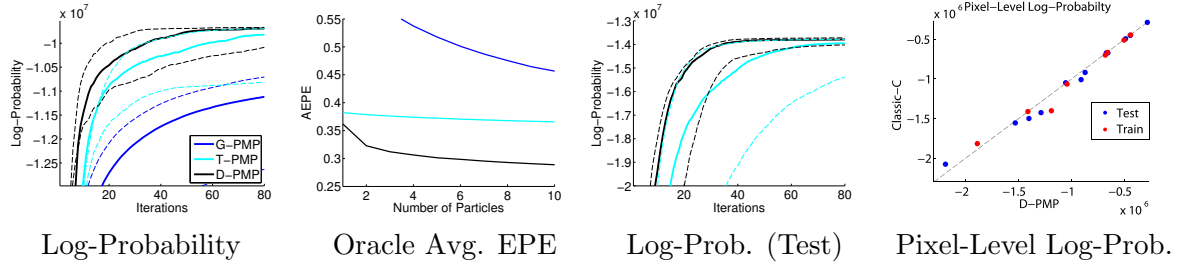 x 10^7
−1
−1.05
−1.1
−1.15
−1.2
−1.25
Log−Probability
G−PMP
T−PMP
D−PMP
20 40 60 80
Iterations
Log-Probability
0.55
0.45
0.35
0.3
0.25
AEPE
2 4 6 8 10
Number of Particles
Oracle Avg. EPE
x 10^7
−1.3
−1.4
−1.5
−1.6
−1.7
−1.8
−1.9
−2
Log−Probability
20 40 60 80
Iterations
Log-Prob. (Test)
x 10^6 Pixel−Level Log−Probabilty
−0.5
−1
−1.5
−2
Classic−C
Test
Train
−2 −1.5 −1 −0.5
D−PMP
x 10^6
Pixel-Level Log-Prob.